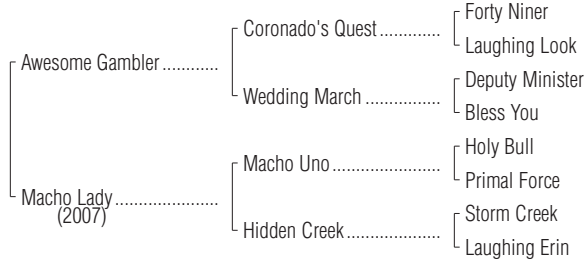 Forty Niner
Coronado's Quest..............
Laughing Look
Awesome Gambler............
Deputy Minister
Wedding March .................
Bless You
Holy Bull
Macho Uno........................
Primal Force
Macho Lady.......................
(2007)
Storm Creek
Hidden Creek....................
Laughing Erin